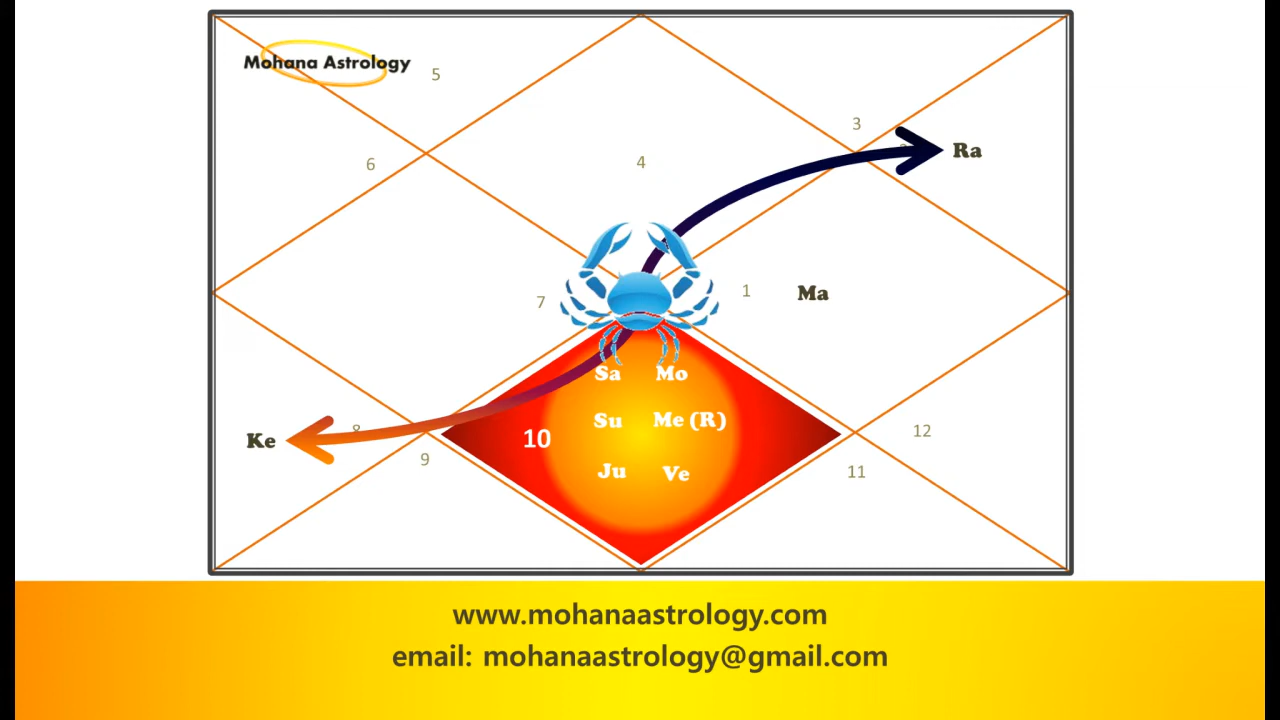 Mohana Astrology
5
3
Ra
6
4
7
1
Ma
Sa Mo
Su Me (R)
Ke
8
10
12
9
11
Ju Ve
www.mohanaastrology.com
email: mohanaastrology@gmail.com